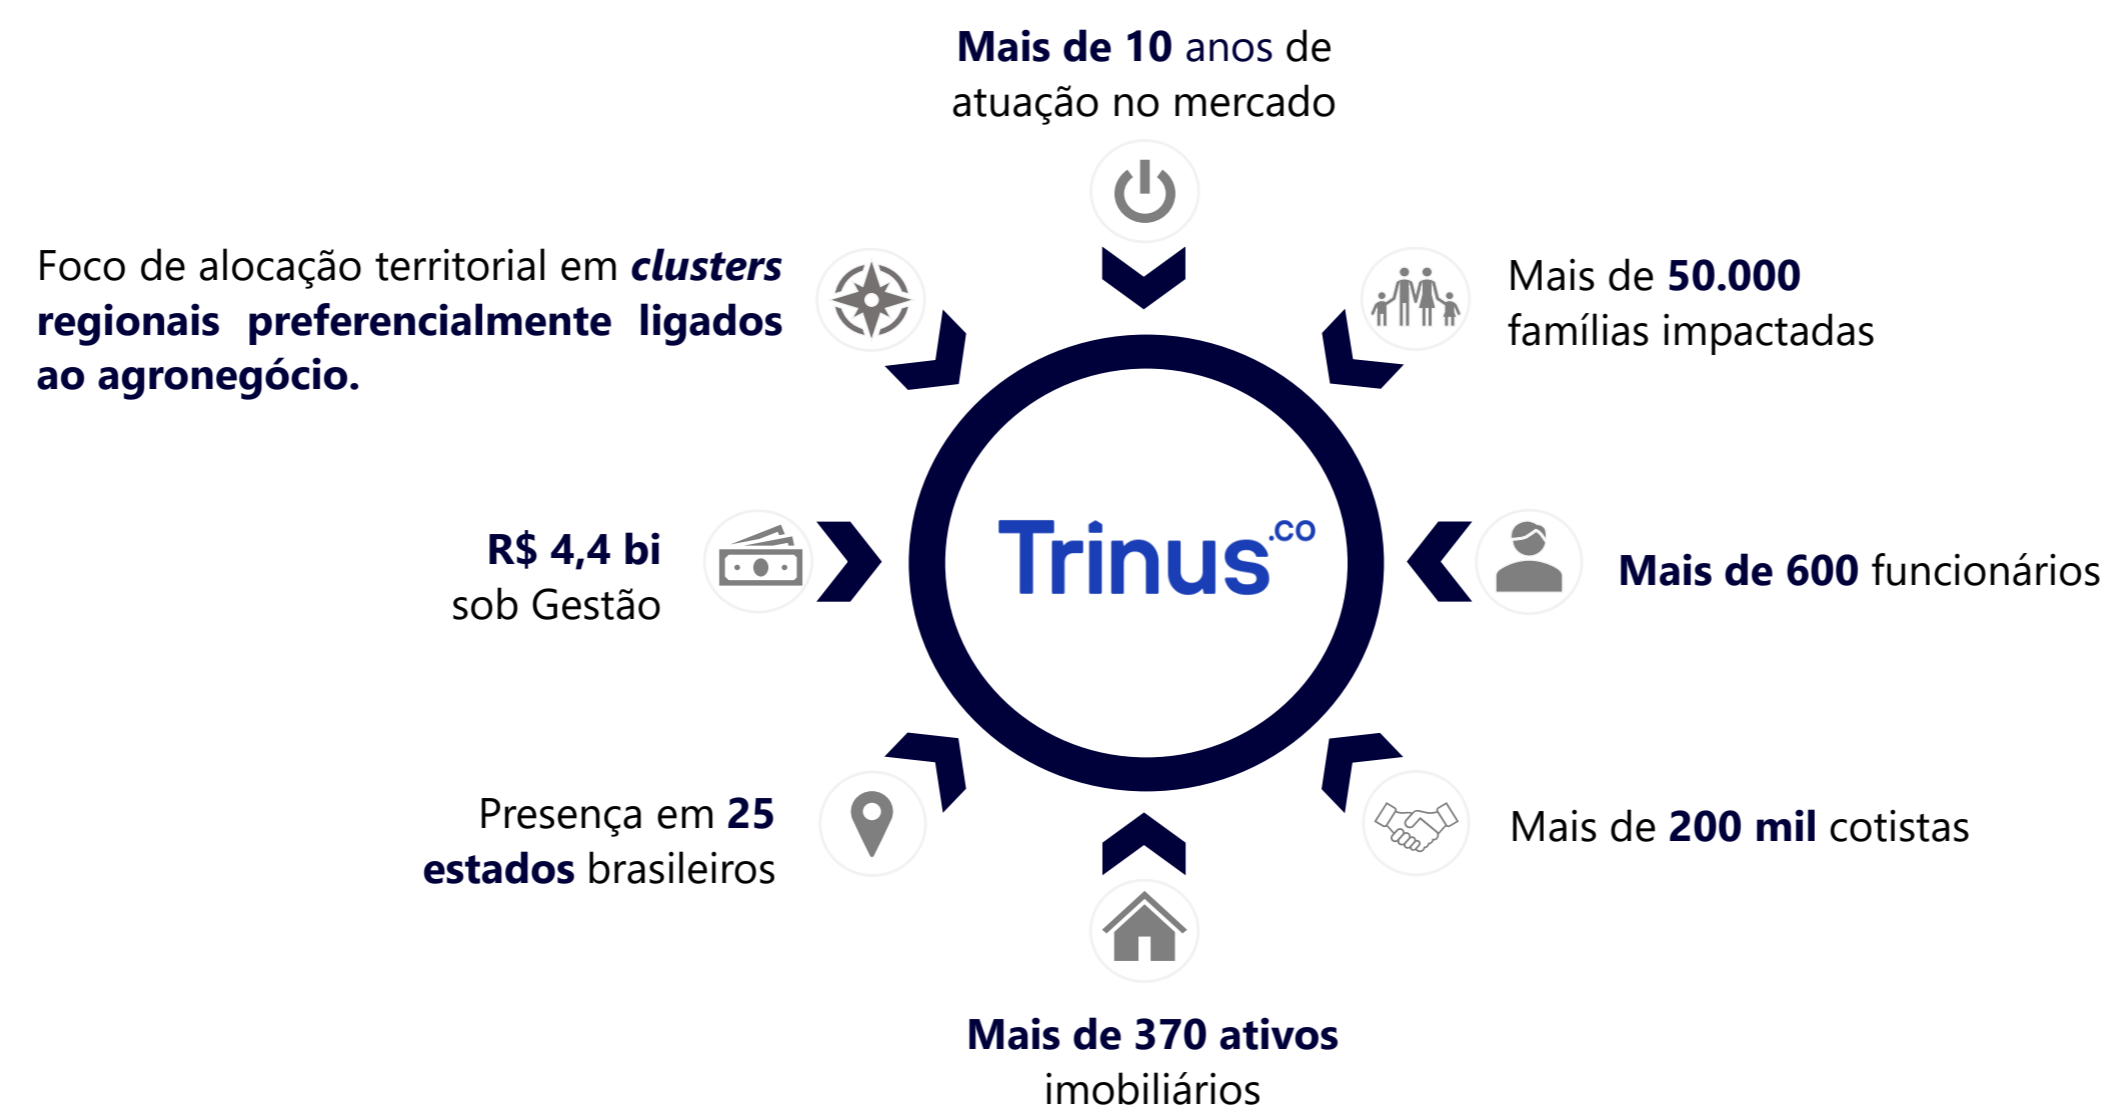 Mais de 10 anos de
atuação no mercado
Foco de alocação territorial em clusters
regionais preferencialmente ligados
ao agronegócio.
Mais de 50.000
famílias impactadas
R$ 4,4 bi
sob Gestão
Trinus.co
Mais de 600 funcionários
Presença em 25
estados brasileiros
Mais de 200 mil cotistas
Mais de 370 ativos
imobiliários